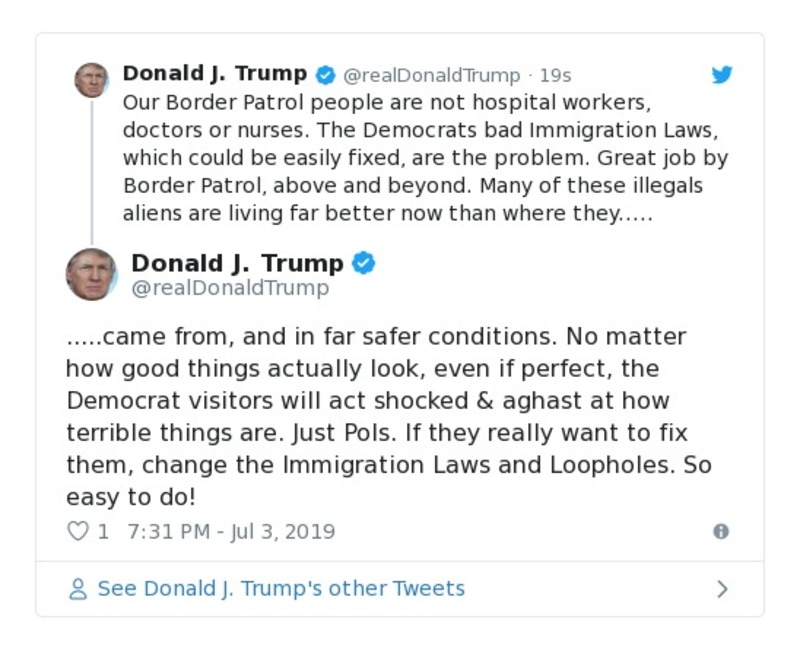 Donald J. Trump @realDonaldTrump · 19s
Our Border Patrol people are not hospital workers,
doctors or nurses. The Democrats bad Immigration Laws,
which could be easily fixed, are the problem. Great job by
Border Patrol, above and beyond. Many of these illegals
aliens are living far better now than where they.....
Donald J. Trump
@realDonaldTrump
.....came from, and in far safer conditions. No matter
how good things actually look, even if perfect, the
Democrat visitors will act shocked & aghast at how
terrible things are. Just Pols. If they really want to fix
them, change the Immigration Laws and Loopholes. So
easy to do!
1 7:31 PM - Jul 3, 2019
See Donald J. Trump's other Tweets